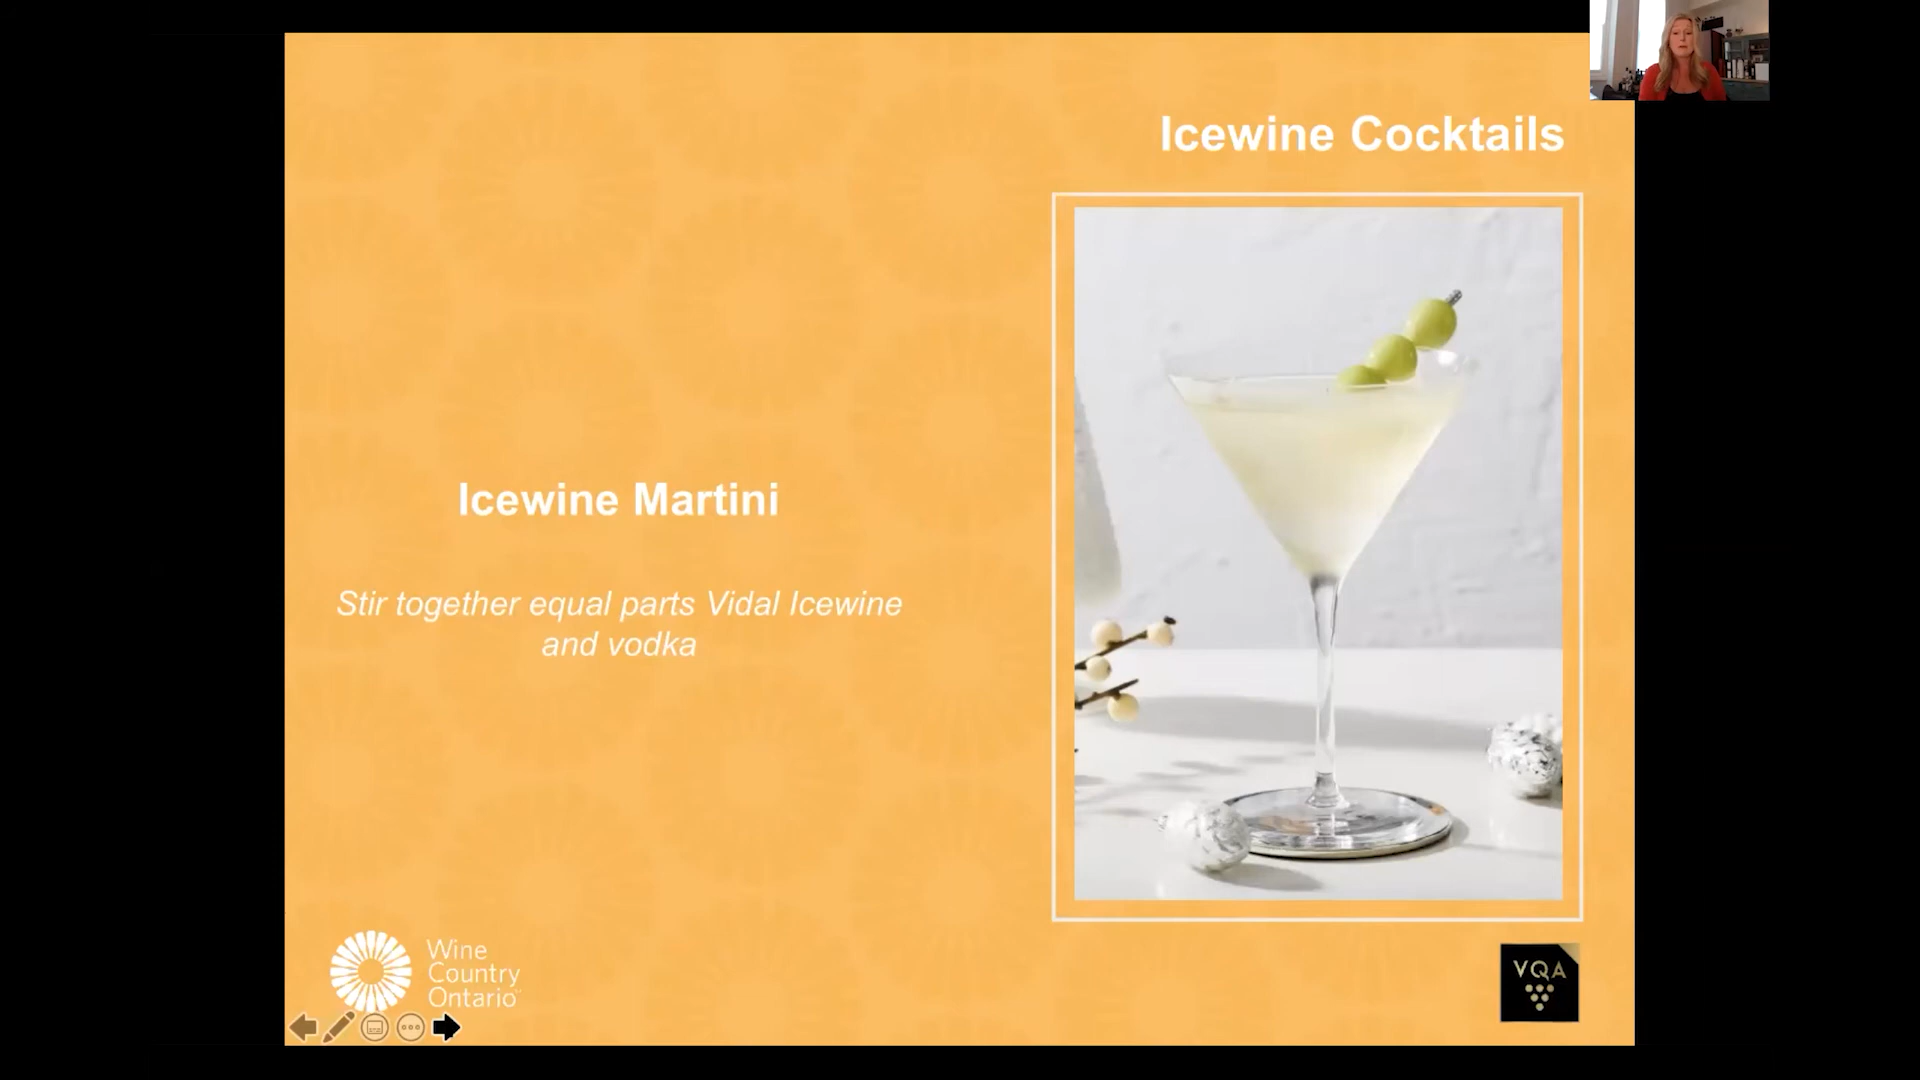 Icewine Cocktails
Icewine Martini
Stir together equal parts Vidal Icewine
and vodka
Wine
Country
Ontario
VQA